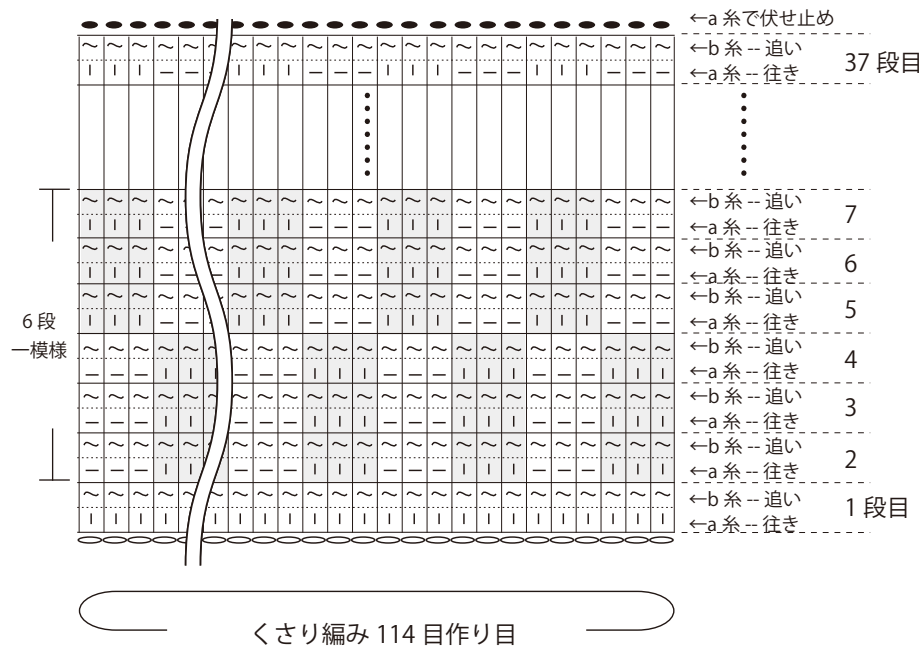 ←a 糸で伏せ止め
←b 糸 -- 追い
←a 糸 -- 往き
37 段目
←b 糸 -- 追い
←a 糸 -- 往き
7
←b 糸 -- 追い
←a 糸 -- 往き
6
←b 糸 -- 追い
←a 糸 -- 往き
5
6 段
一模様
←b 糸 -- 追い
←a 糸 -- 往き
4
←b 糸 -- 追い
←a 糸 -- 往き
3
←b 糸 -- 追い
←a 糸 -- 往き
2
←b 糸 -- 追い
←a 糸 -- 往き
1 段目
くさり編み 114 目作り目